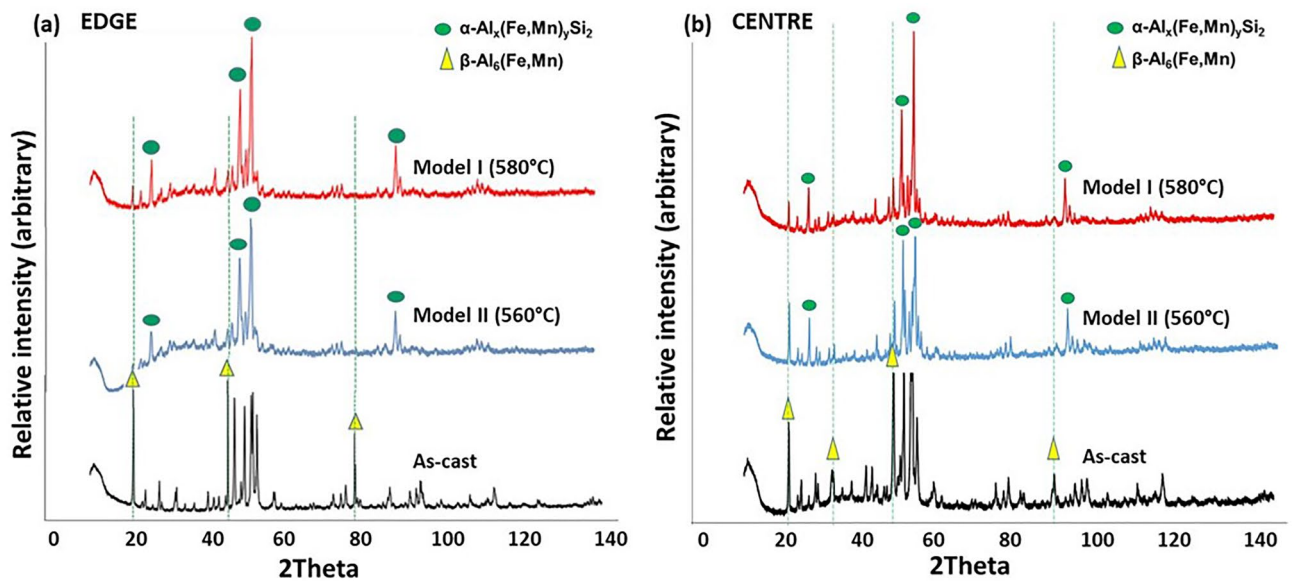 (a) EDGE
α-Alx(Fe,Mn)ySi2
β-Al6(Fe,Mn)
Relative intensity (arbitrary)
Model I (580°C)
Model II (560°C)
As-cast
0 20 40 60 80 100 120 140
2Theta
(b) CENTRE
α-Alx(Fe,Mn)ySi2
β-Al6(Fe,Mn)
Relative intensity (arbitrary)
Model I (580°C)
Model II (560°C)
As-cast
0 20 40 60 80 100 120 140
2Theta